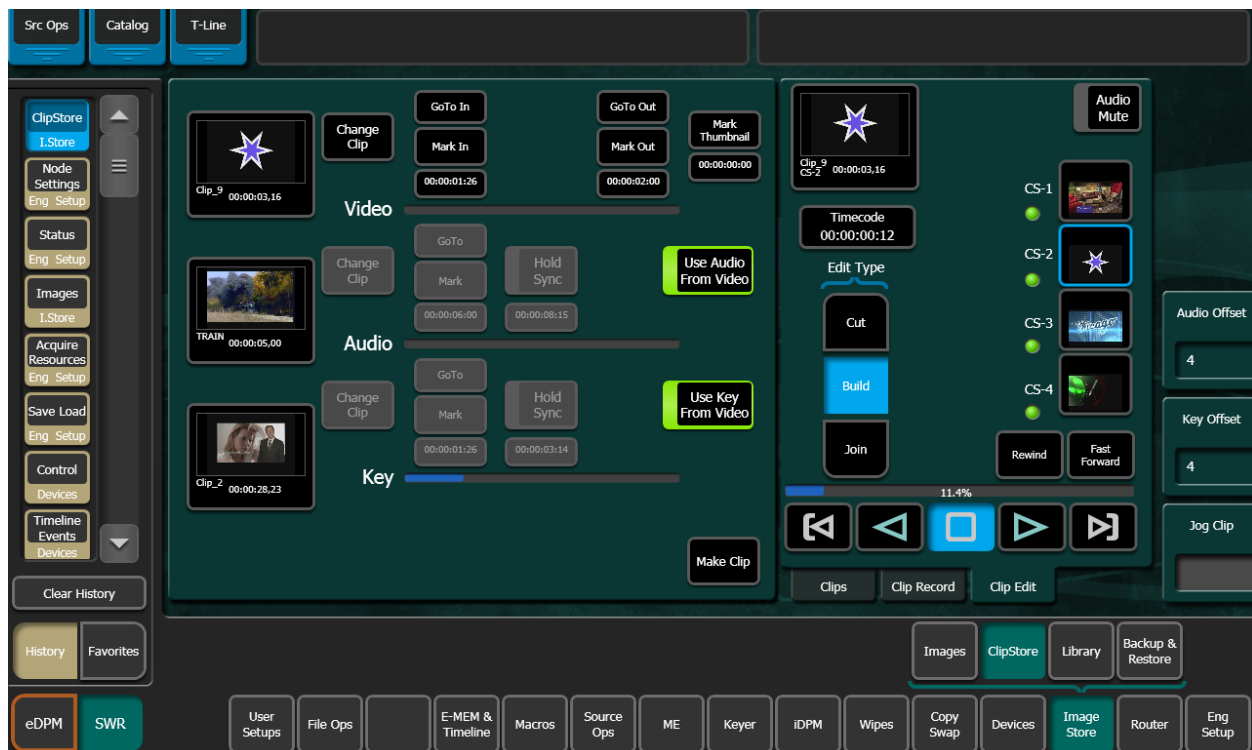 Src Ops
Catalog
T-Line
ClipStore
I.Store
Node
Settings
Eng Setup
Status
Eng Setup
Images
I.Store
Acquire
Resources
Eng Setup
Save Load
Eng Setup
Control
Devices
Timeline
Events
Devices
Clear History
History
Favorites
Clip_9 00:00:03,16
Change
Clip
GoTo In
Mark In
00:00:01:26
GoTo Out
Mark Out
00:00:02:00
Mark
Thumbnail
00:00:00:00
Video
TRAIN 00:00:05,00
Change
Clip
GoTo
Mark
00:00:06:00
Hold
Sync
00:00:08:15
Use Audio
From Video
Audio
Clip_2 00:00:28,23
Change
Clip
GoTo
Mark
00:00:01:26
Hold
Sync
00:00:03:14
Use Key
From Video
Key
Make Clip
Clip_9
CS-2 00:00:03,16
Audio
Mute
Timecode
00:00:00:12
Edit Type
Cut
Build
Join
CS-1
CS-2
CS-3
Chicago
CS-4
Rewind
Fast
Forward
11.4%
Clips
Clip Record
Clip Edit
Audio Offset
4
Key Offset
4
Jog Clip
Images
ClipStore
Library
Backup &
Restore
eDPM
SWR
User
Setups
File Ops
E-MEM &
Timeline
Macros
Source
Ops
ME
Keyer
iDPM
Wipes
Copy
Swap
Devices
Image
Store
Router
Eng
Setup